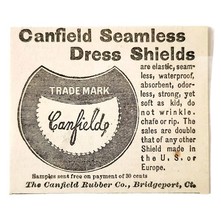 Canfield Seamless
Dress Shields
are elastic, seam-
less, waterproof,
absorbent, odor-
less, strong, yet
soft as kid, do
not wrinkle,
chafe or rip. The
sales are double
that of any other
Shield made in
the U. S. or
Europe.
TRADE MARK
Canfield
Samples sent free on payment of 30 cents
The Canfield Rubber Co., Bridgeport, Ct.